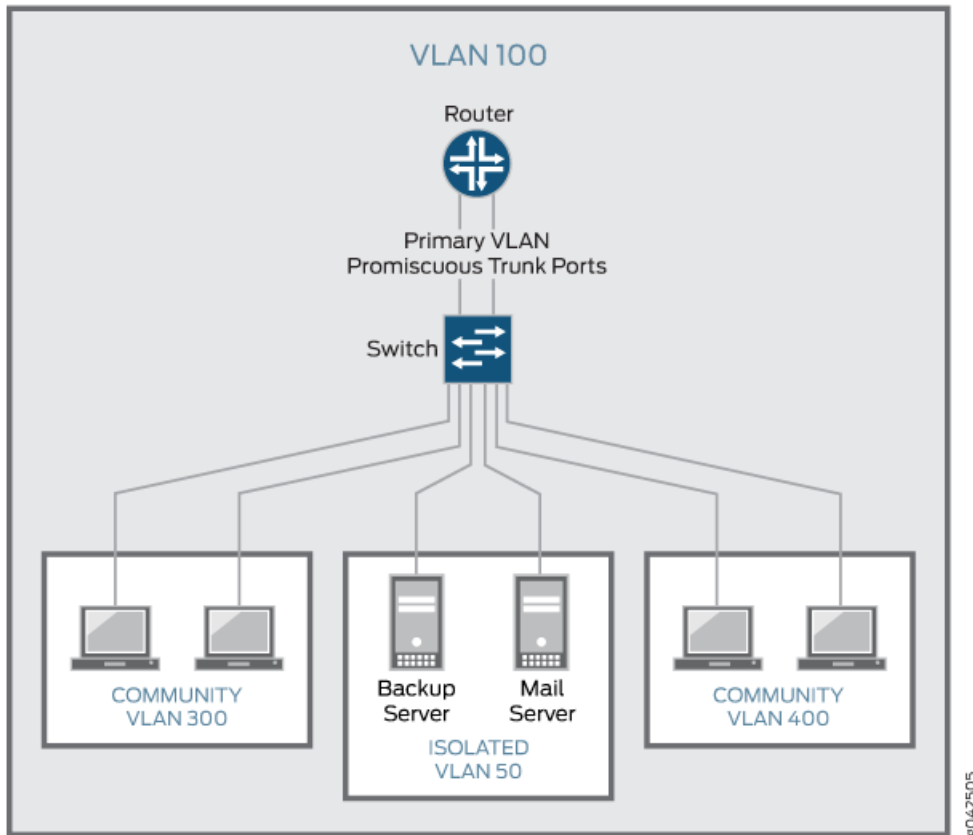 VLAN 100
Router
Primary VLAN
Promiscuous Trunk Ports
Switch
COMMUNITY
VLAN 300
Backup
Server
Mail
Server
ISOLATED
VLAN 50
COMMUNITY
VLAN 400
g042505